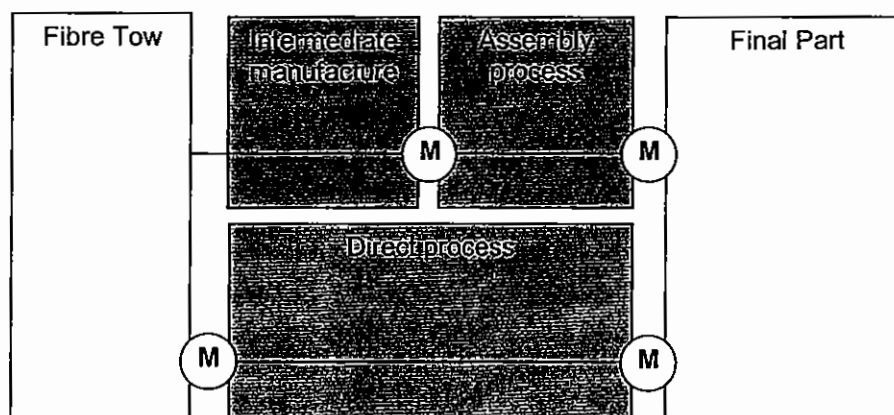 Fibre Tow
Intermediate
manufacture
Assembly
process
Final Part
M
M
Direct process
M
M